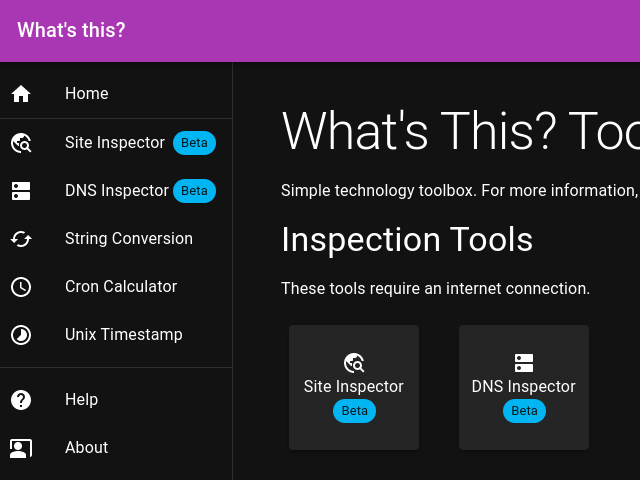 What's this?
Home
Site Inspector Beta
DNS Inspector Beta
String Conversion
Cron Calculator
Unix Timestamp
Help
About
What's This?
Simple technology toolbox. For more information,
Inspection Tools
These tools require an internet connection.
Site Inspector
Beta
DNS Inspector
Beta